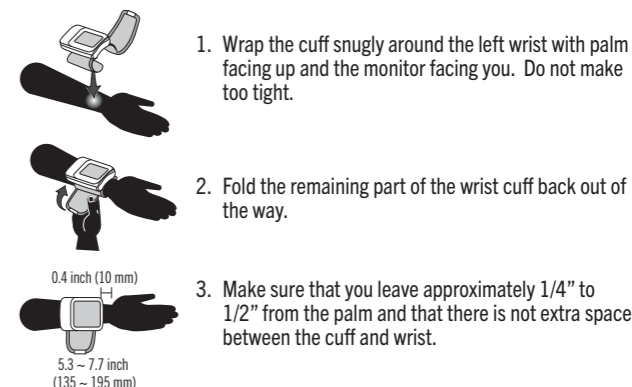 1. Wrap the cuff snugly around the left wrist with palm
facing up and the monitor facing you.  Do not make
too tight.
2. Fold the remaining part of the wrist cuff back out of
the way.
0.4 inch (10 mm)
3. Make sure that you leave approximately 1/4” to
1/2” from the palm and that there is not extra space
between the cuff and wrist.
5.3 ~ 7.7 inch
(135 ~ 195 mm)